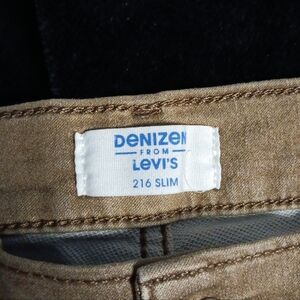 DENIZEN
FROM
LEVI'S
216 SLIM